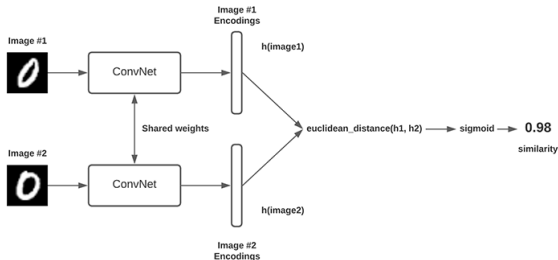 Image #1
Encodings
Image #1
h(image1)
ConvNet
Shared weights
euclidean_distance(h1, h2)
sigmoid
0.98
similarity
Image #2
ConvNet
h(image2)
Image #2
Encodings